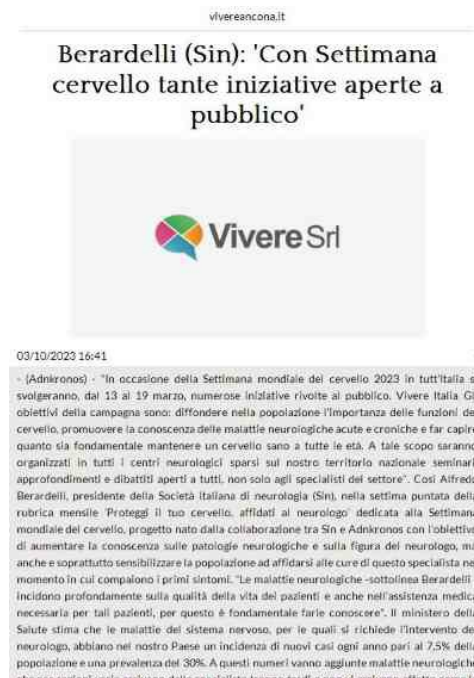 vivereancona.it
Berardelli (Sin): 'Con Settimana
cervello tante iniziative aperte a
pubblico'
Vivere Srl
03/10/2023 16:41
- (Adnkronos) - "In occasione della Settimana mondiale del cervello 2023 in tutt'Italia s
svolgeranno, dal 13 al 19 marzo, numerose iniziative rivolte al pubblico. Vivere Italia Gl
obiettivi della campagna sono: diffondere nella popolazione l'importanza delle funzioni de
cervello, promuovere la conoscenza delle malattie neurologiche acute e croniche e far capire
quanto sia fondamentale mantenere un cervello sano a tutte le età. A tale scopo saranno
organizzati in tutti i centri neurologici sparsi sul nostro territorio nazionale seminari
approfondimenti e dibattiti aperti a tutti, non solo agli specialisti del settore". Così Alfredo
Berardelli, presidente della Società italiana di neurologia (Sin), nella settima puntata della
rubrica mensile 'Proteggi il tuo cervello, affidati al neurologo' dedicata alla Settimana
mondiale del cervello, progetto nato dalla collaborazione tra Sin e Adnkronos con l'obiettivo
di aumentare la conoscenza sulle patologie neurologiche e sulla figura del neurologo, ma
anche e soprattutto sensibilizzare la popolazione ad affidarsi alle cure di questo specialista nel
momento in cui compaiono i primi sintomi. "Le malattie neurologiche -sottolinea Berardelli -
incidono profondamente sulla qualità della vita dei pazienti e anche nell'assistenza medica
necessaria per tali pazienti, per questo è fondamentale farle conoscere". Il ministero della
Salute stima che le malattie del sistema nervoso, per le quali si richiede l'intervento del
neurologo, abbiano nel nostro Paese un incidenza di nuovi casi ogni anno pari al 7,5% della
popolazione e una prevalenza del 30%. A questi numeri vanno aggiunte malattie neurologiche